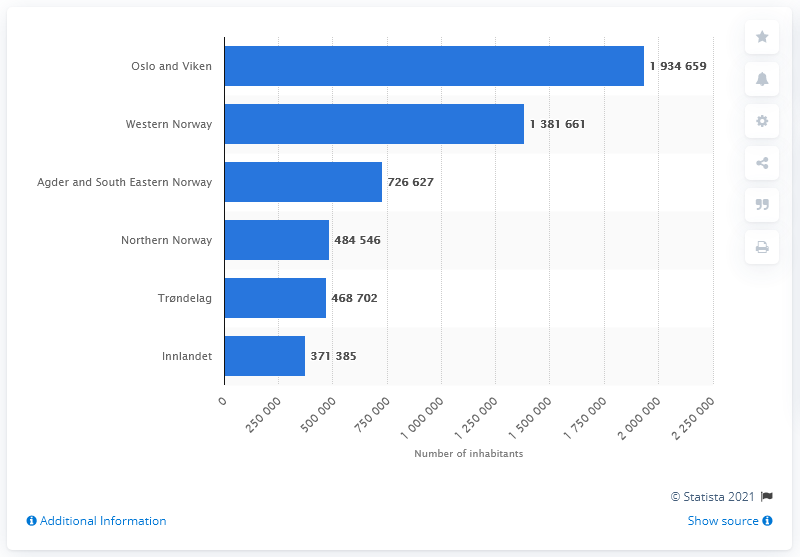 Oslo and Viken 1 934 659
Western Norway 1 381 661
Agder and South Eastern Norway 726 627
Northern Norway 484 546
Trøndelag 468 702
Innlandet 371 385
0 250 000 500 000 750 000 1 000 000 1 250 000 1 500 000 1 750 000 2 000 000 2 250 000
Number of inhabitants
© Statista 2021
Additional Information Show source